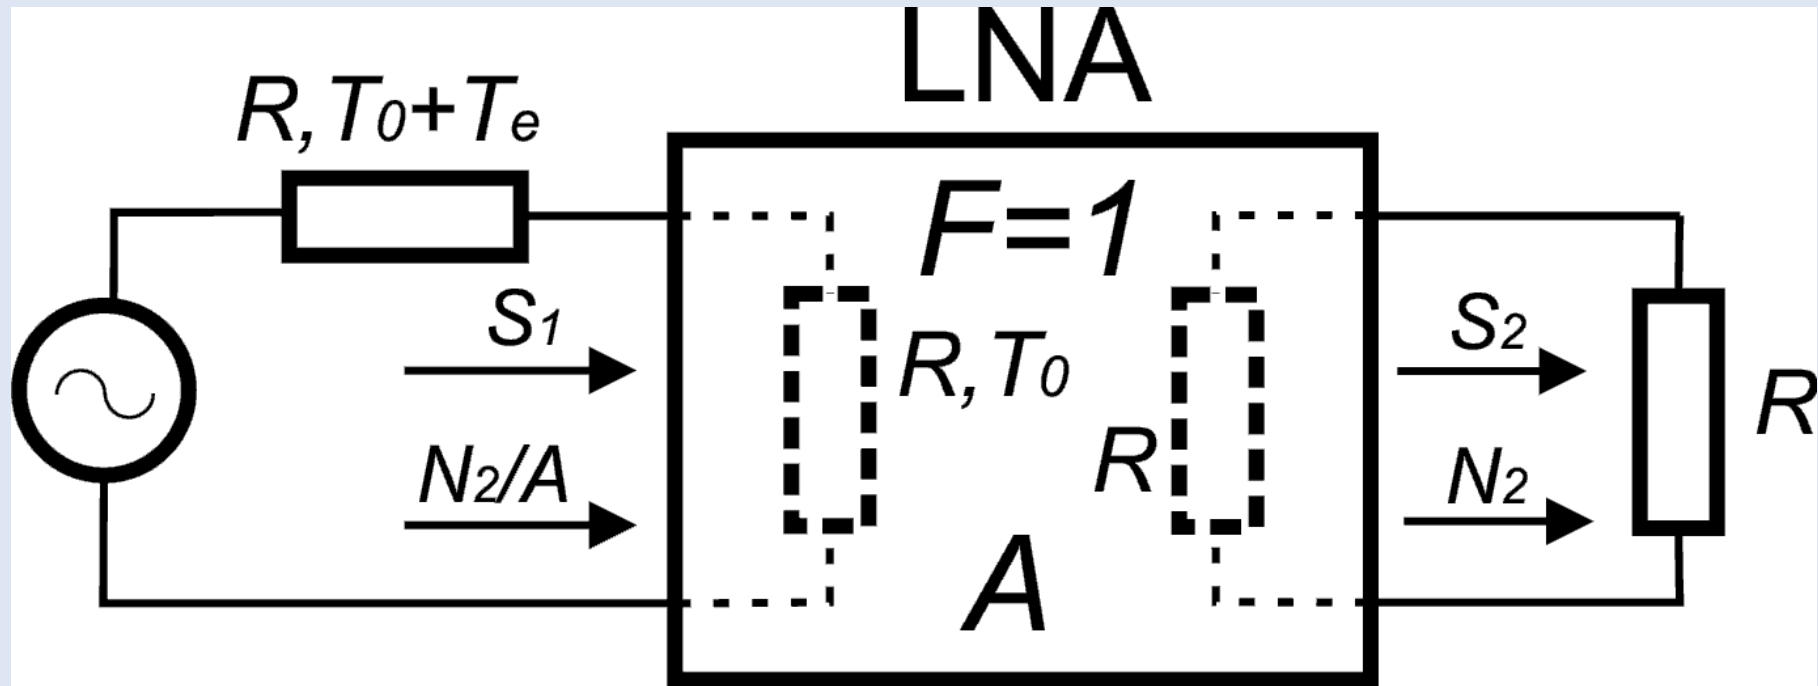 LNA
R,T0+Te
F=1
S1
R,T0
S2
R
R
N2/A
N2
A